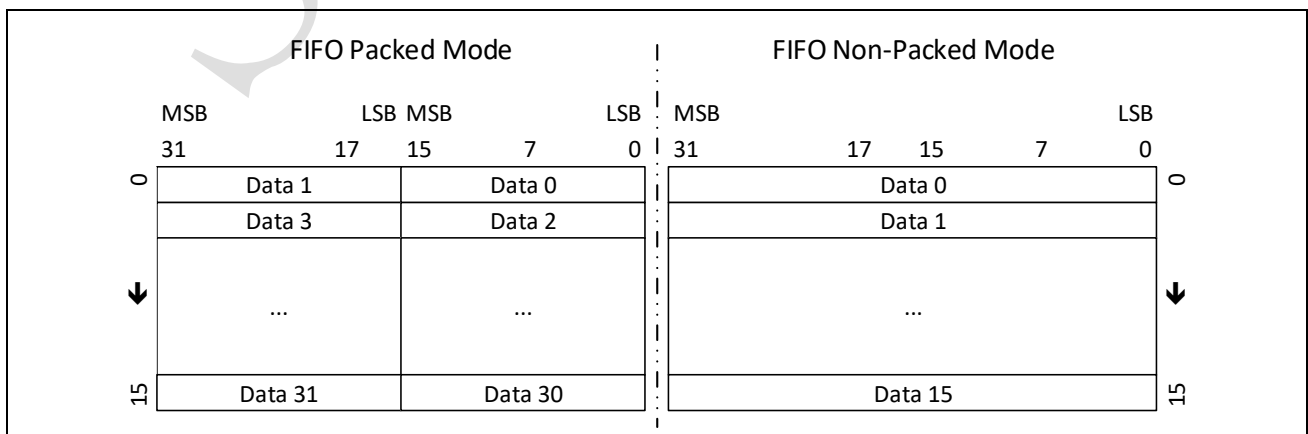 FIFO Packed Mode FIFO Non-Packed Mode
MSB LSB MSB LSB MSB LSB
31 17 15 7 0 31 17 15 7 0
0 Data 1 Data 0 Data 0 0
Data 3 Data 2 Data 1
... ... ...
15 Data 31 Data 30 Data 15 15